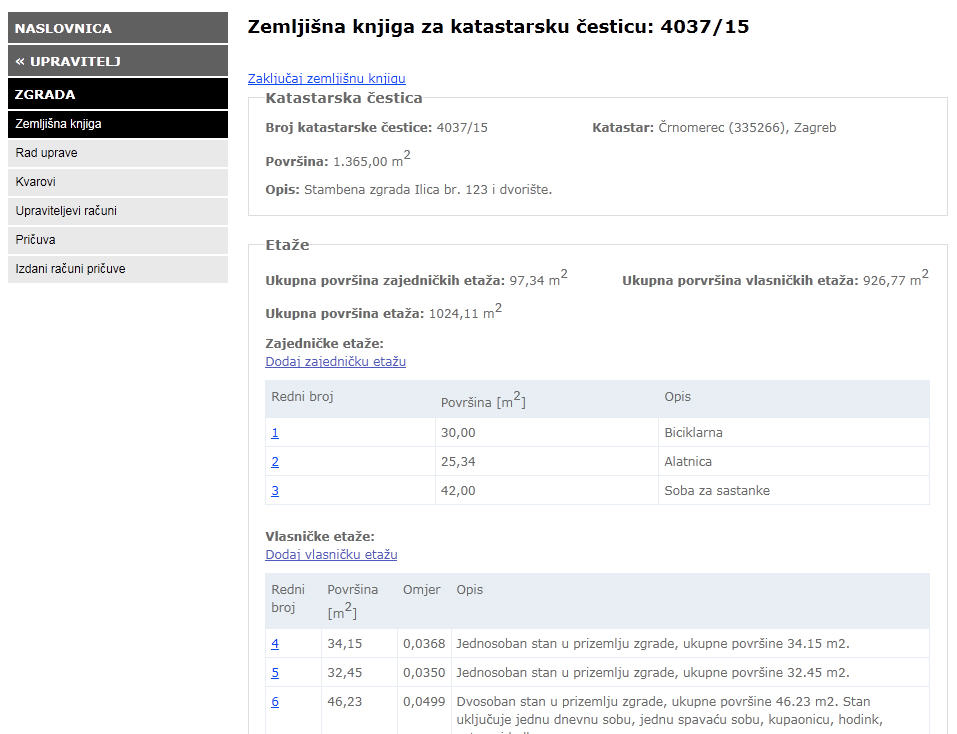 NASLOVNICA
« UPRAVITELJ
ZGRADA
Zemljišna knjiga
Rad uprave
Kvarovi
Upraviteljevi računi
Pričuva
Izdani računi pričuve
Zemljišna knjiga za katastarsku česticu: 4037/15
Zaključaj zemljišnu knjigu
Katastarska čestica
Broj katastarske čestice: 4037/15 Katastar: Črnomerec (335266), Zagreb
Površina: 1.365,00 m²
Opis: Stambena zgrada Ilica br. 123 i dvorište.
Etaže
Ukupna površina zajedničkih etaža: 97,34 m² Ukupna porvršina vlasničkih etaža: 926,77 m²
Ukupna površina etaža: 1024,11 m²
Zajedničke etaže:
Dodaj zajedničku etažu
Redni broj Površina [m²] Opis
1 30,00 Biciklarna
2 25,34 Alatnica
3 42,00 Soba za sastanke
Vlasničke etaže:
Dodaj vlasničku etažu
Redni Površina Omjer Opis
broj [m²]
4 34,15 0,0368 Jednosoban stan u prizemlju zgrade, ukupne površine 34.15 m2.
5 32,45 0,0350 Jednosoban stan u prizemlju zgrade, ukupne površine 32.45 m2.
6 46,23 0,0499 Dvosoban stan u prizemlju zgrade, ukupne površine 46.23 m2. Stan
uključuje jednu dnevnu sobu, jednu spavaću sobu, kupaonicu, hodink,